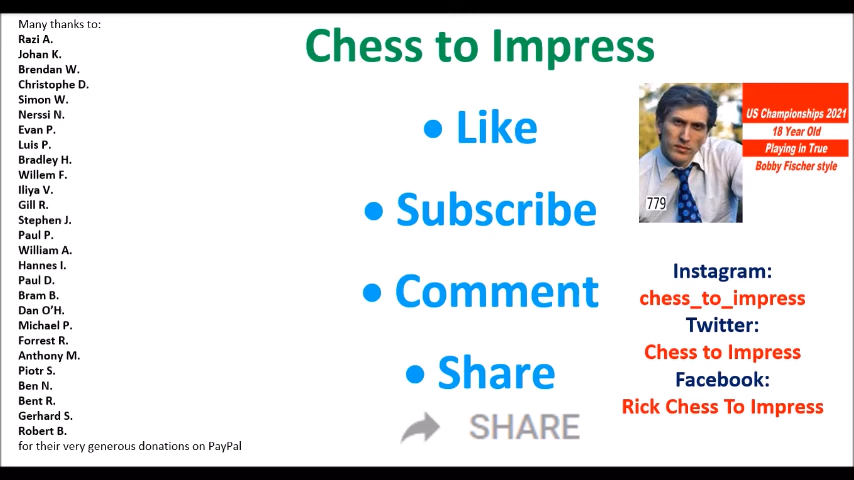 Many thanks to:
Razi A.
Johan K.
Brendan W.
Christophe D.
Simon W.
Nerssi N.
Evan P.
Luis P.
Bradley H.
Willem F.
Iliya V.
Gill R.
Stephen J.
Paul P.
William A.
Hannes I.
Paul D.
Bram B.
Dan O'H.
Michael P.
Forrest R.
Anthony M.
Piotr S.
Ben N.
Bent R.
Gerhard S.
Robert B.
for their very generous donations on PayPal
Chess to Impress
• Like
• Subscribe
• Comment
• Share
SHARE
US Championships 2021
18 Year Old
Playing in True
Bobby Fischer style
779
Instagram:
chess_to_impress
Twitter:
Chess to Impress
Facebook:
Rick Chess To Impress